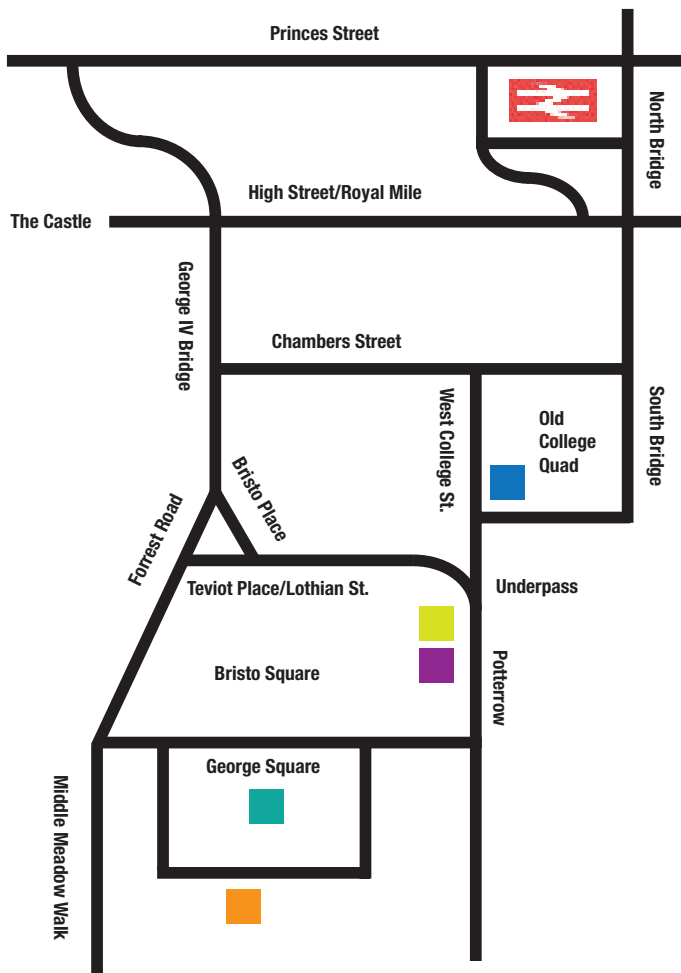 Princes Street
North Bridge
High Street/Royal Mile
The Castle
George IV Bridge
Chambers Street
West College St.
Old
College
Quad
South Bridge
Bristo Place
Forrest Road
Teviot Place/Lothian St.
Underpass
Bristo Square
Potterrow
George Square
Middle Meadow Walk